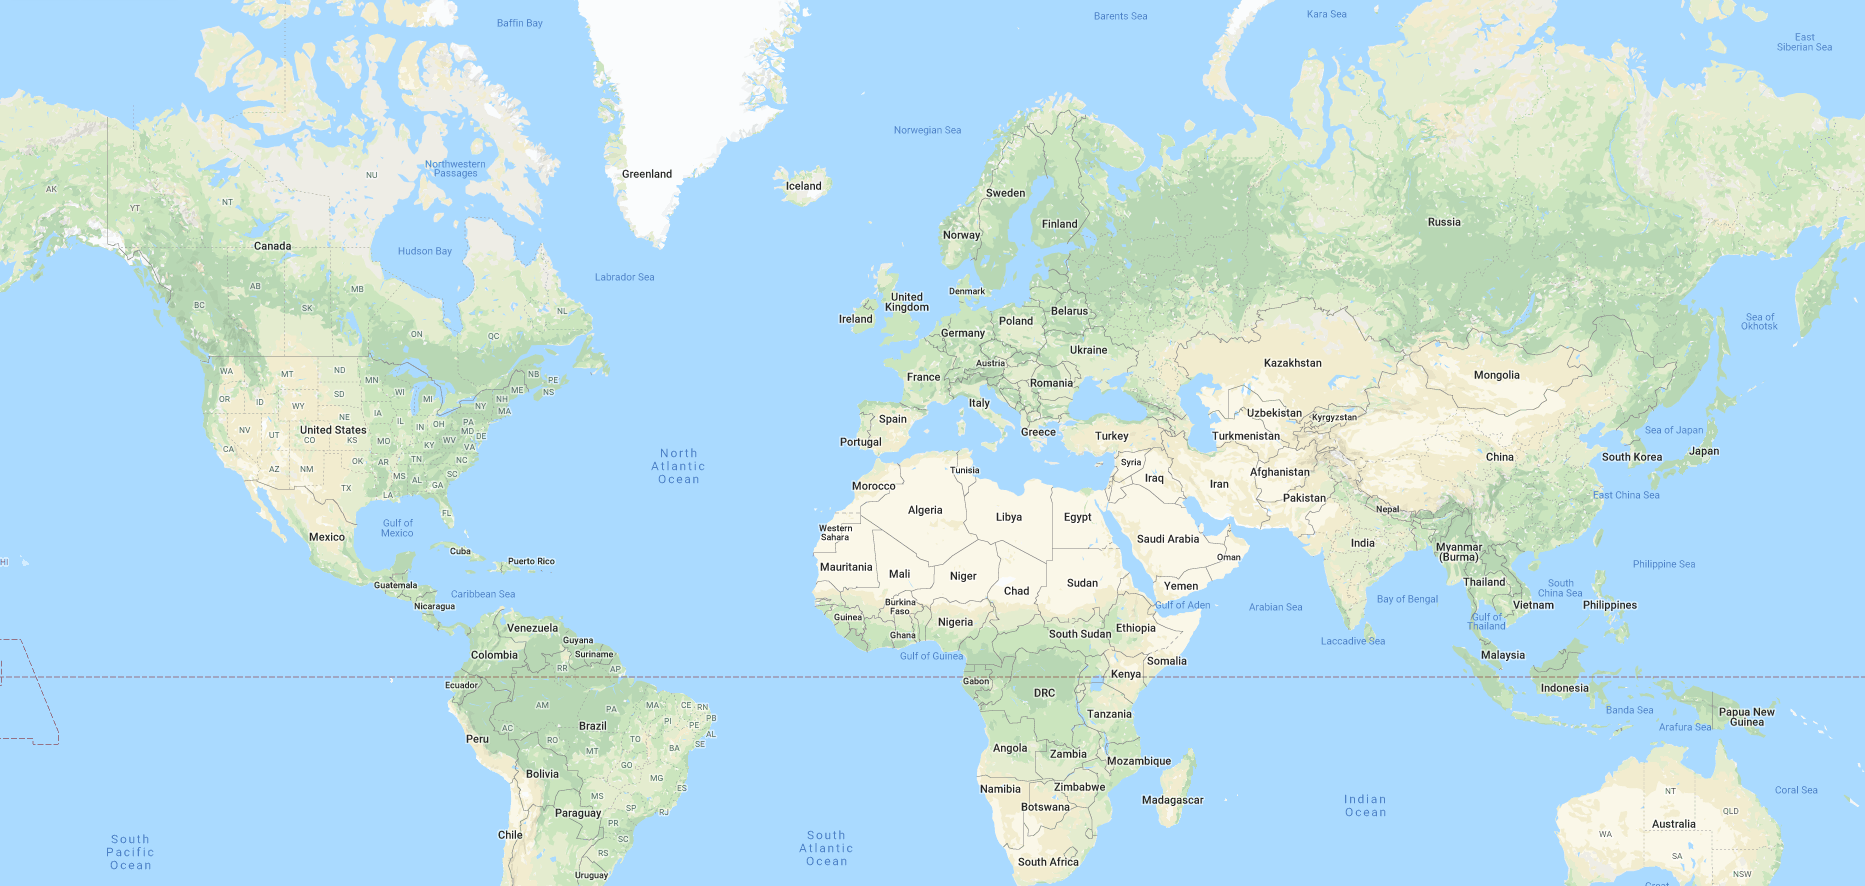 Baffin Bay
Barents Sea
Kara Sea
East
Siberian Sea
Norwegian Sea
Northwestern
Passages
NU
Greenland
Iceland
AK
YT
NT
Sweden
Finland
Russia
Norway
Canada
Hudson Bay
Labrador Sea
AB
MB
BC
SK
NL
ON
QC
Denmark
United
Kingdom
Ireland
Belarus
Poland
Germany
Ukraine
Austria
France
Romania
Italy
Spain
Portugal
Greece
Turkey
Kazakhstan
Mongolia
Sea of
Okhotsk
Uzbekistan
Kyrgyzstan
Turkmenistan
China
Sea of Japan
South Korea
Japan
East China Sea
WA
MT
ND
MN
OR
ID
WY
WI
MI
NB
PE
NS
ME
NH
MA
NY
NE
IA
IL
IN
OH
PA
MD
DE
NV
UT
United States
CO
KS
MO
KY
WV
VA
CA
AZ
NM
OK
AR
TN
NC
SC
MS
AL
GA
TX
LA
FL
North
Atlantic
Ocean
Tunisia
Syria
Iraq
Iran
Afghanistan
Pakistan
Nepal
Morocco
Algeria
Libya
Egypt
Western
Sahara
Saudi Arabia
India
Oman
Myanmar
(Burma)
Gulf of
Mexico
Mexico
Cuba
Puerto Rico
HI
Mauritania
Mali
Niger
Chad
Sudan
Yemen
Thailand
Philippine Sea
Guatemala
Caribbean Sea
Nicaragua
Burkina
Faso
Guinea
Ghana
Nigeria
Gulf of Aden
Arabian Sea
Bay of Bengal
South
China Sea
Vietnam
Philippines
Gulf of
Thailand
Venezuela
Guyana
Suriname
Colombia
RR
AP
Gulf of Guinea
South Sudan
Ethiopia
Somalia
Kenya
Laccadive Sea
Malaysia
Ecuador
Gabon
DRC
Indonesia
AM
PA
MA
CE
RN
PB
PI
PE
AL
SE
Brazil
AC
Peru
RO
MT
TO
BA
Tanzania
Banda Sea
Arafura Sea
Papua New
Guinea
Angola
Zambia
Mozambique
Bolivia
GO
MG
ES
Namibia
Zimbabwe
Botswana
Madagascar
MS
SP
RJ
Paraguay
PR
SC
Chile
RS
Uruguay
Indian
Ocean
NT
QLD
Coral Sea
Australia
WA
SA
NSW
South
Pacific
Ocean
South
Atlantic
Ocean
South Africa